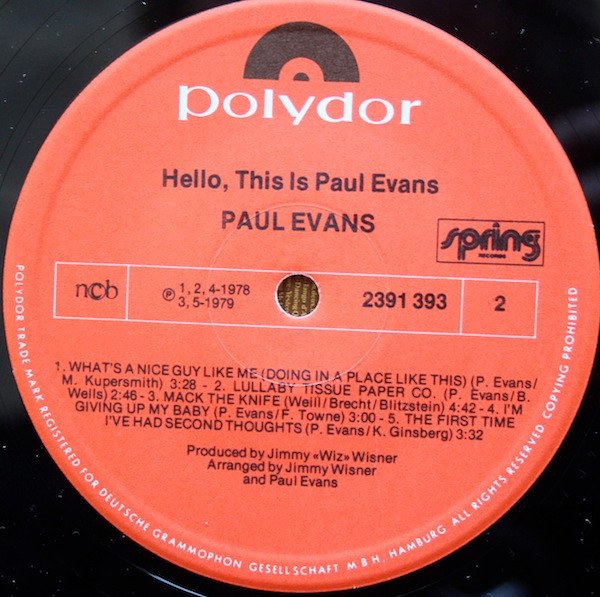 polydor
Hello, This Is Paul Evans
PAUL EVANS
spring
RECORDS
ncb
Ⓟ 1, 2, 4-1978
3, 5-1979
2391 393
2
1. WHAT'S A NICE GUY LIKE ME (DOING IN A PLACE LIKE THIS) (P. Evans/
M. Kupersmith) 3:28 - 2. LULLABY TISSUE PAPER CO. (P. Evans/B.
Wells) 2:46 - 3. MACK THE KNIFE (Weill/Brecht/Blitzstein) 4:42 - 4. I'M
GIVING UP MY BABY (P. Evans/F. Towne) 3:00 - 5. THE FIRST TIME
I'VE HAD SECOND THOUGHTS (P. Evans/K. Ginsberg) 3:32
Produced by Jimmy «Wiz» Wisner
Arranged by Jimmy Wisner
and Paul Evans
POLYDOR TRADE MARK REGISTERED FOR DEUTSCHE GRAMMOPHON GESELLSCHAFT M B H, HAMBURG ALL RIGHTS RESERVED COPYING PROHIBITED